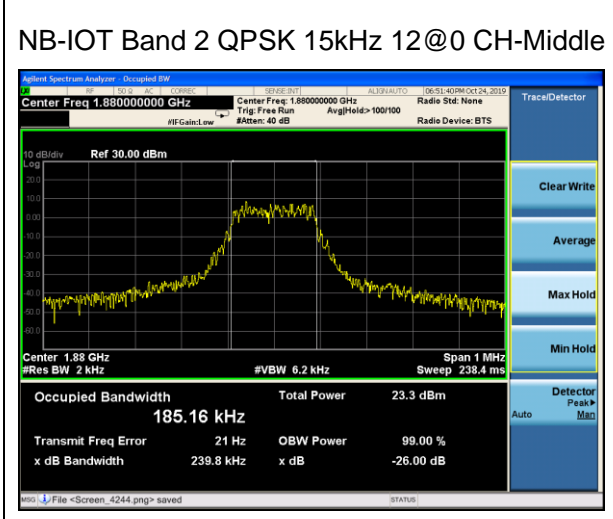 NB-IOT Band 2 QPSK 15kHz 12@0 CH-Middle
Agilent Spectrum Analyzer - Occupied BW
RF 50 Ω AC CORREC SENSE:INT ALIGNAUTO 06:51:40PM Oct 24, 2019
Center Freq 1.880000000 GHz
Center Freq: 1.880000000 GHz
Radio Std: None
Trig: Free Run Avg|Hold>100/100
#IFGain:Low #Atten: 40 dB Radio Device: BTS
Trace/Detector
10 dB/div Ref 30.00 dBm
Log
20.0
10.0
0.00
-10.0
-20.0
-30.0
-40.0
-50.0
-60.0
Center 1.88 GHz Span 1 MHz
#Res BW 2 kHz #VBW 6.2 kHz Sweep 238.4 ms
Occupied Bandwidth Total Power 23.3 dBm
185.16 kHz
Transmit Freq Error 21 Hz OBW Power 99.00 %
x dB Bandwidth 239.8 kHz x dB -26.00 dB
Clear Write
Average
Max Hold
Min Hold
Detector
Peak▶
Auto Man
MSG File <Screen_4244.png> saved STATUS